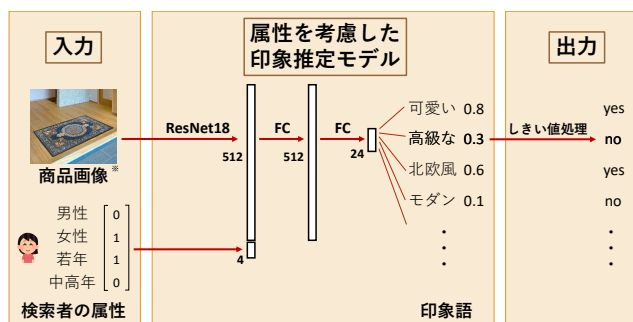 入力
商品画像※
男性 0
女性 1
若年 1
中高年 0
検索者の属性
属性を考慮した
印象推定モデル
ResNet18
FC
FC
512
512
24
4
可愛い 0.8
高級な 0.3
北欧風 0.6
モダン 0.1
・
・
・
印象語
出力
しきい値処理
yes
no
yes
no
・
・
・